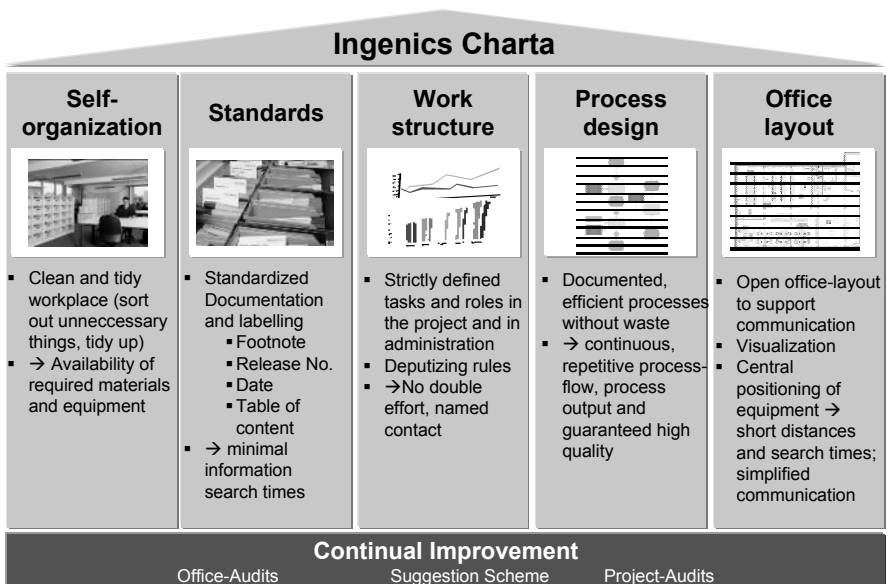 Ingenics Charta
Self-
organization
▪ Clean and tidy
workplace (sort
out unneccessary
things, tidy up)
▪ → Availability of
required materials
and equipment
Standards
▪ Standardized
Documentation
and labelling
▪ Footnote
▪ Release No.
▪ Date
▪ Table of
content
▪ → minimal
information
search times
Work
structure
▪ Strictly defined
tasks and roles in
the project and in
administration
▪ Deputizing rules
▪ →No double
effort, named
contact
Process
design
▪ Documented,
efficient processes
without waste
▪ → continuous,
repetitive process-
flow, process
output and
guaranteed high
quality
Office
layout
▪ Open office-layout
to support
communication
▪ Visualization
▪ Central
positioning of
equipment →
short distances
and search times;
simplified
communication
Continual Improvement
Office-Audits Suggestion Scheme Project-Audits